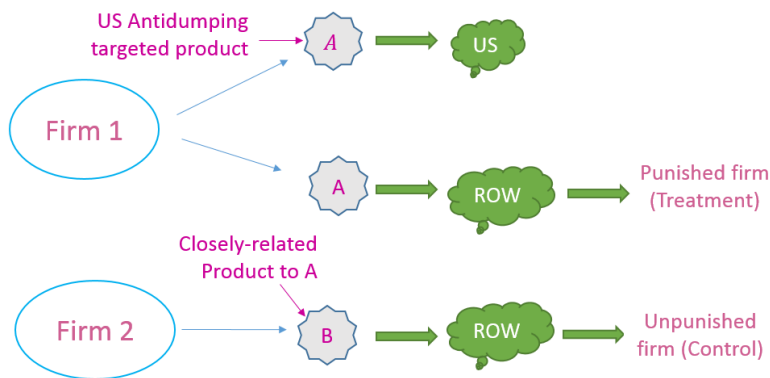 US Antidumping
targeted product
A
US
Firm 1
A
ROW
Punished firm
(Treatment)
Closely-related
Product to A
Firm 2
B
ROW
Unpunished
firm (Control)